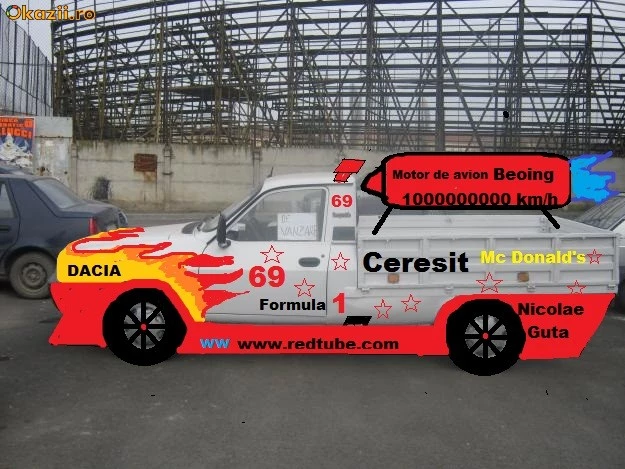 Okazii.ro
Motor de avion Beoing
1000000000 km/h
69
DE
VANZARE
DACIA
69
Ceresit
Mc Donald's
Formula 1
Nicolae
Guta
ww www.redtube.com